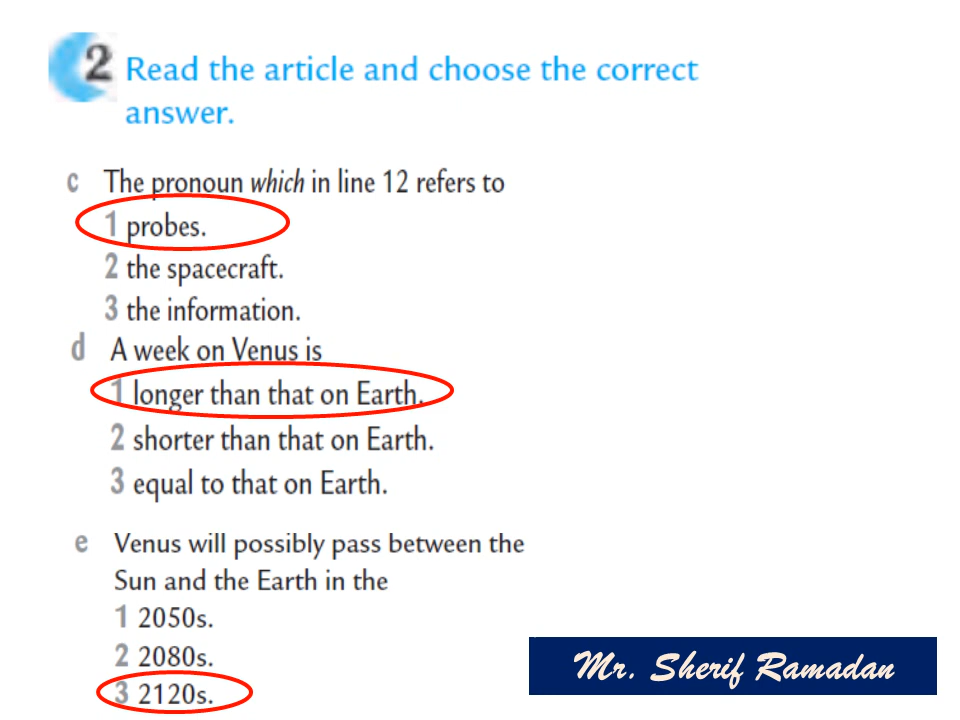 2 Read the article and choose the correct
answer.
c The pronoun which in line 12 refers to
1 probes.
2 the spacecraft.
3 the information.
d A week on Venus is
1 longer than that on Earth.
2 shorter than that on Earth.
3 equal to that on Earth.
e Venus will possibly pass between the
Sun and the Earth in the
1 2050s.
2 2080s.
3 2120s.
Mr. Sherif Ramadan